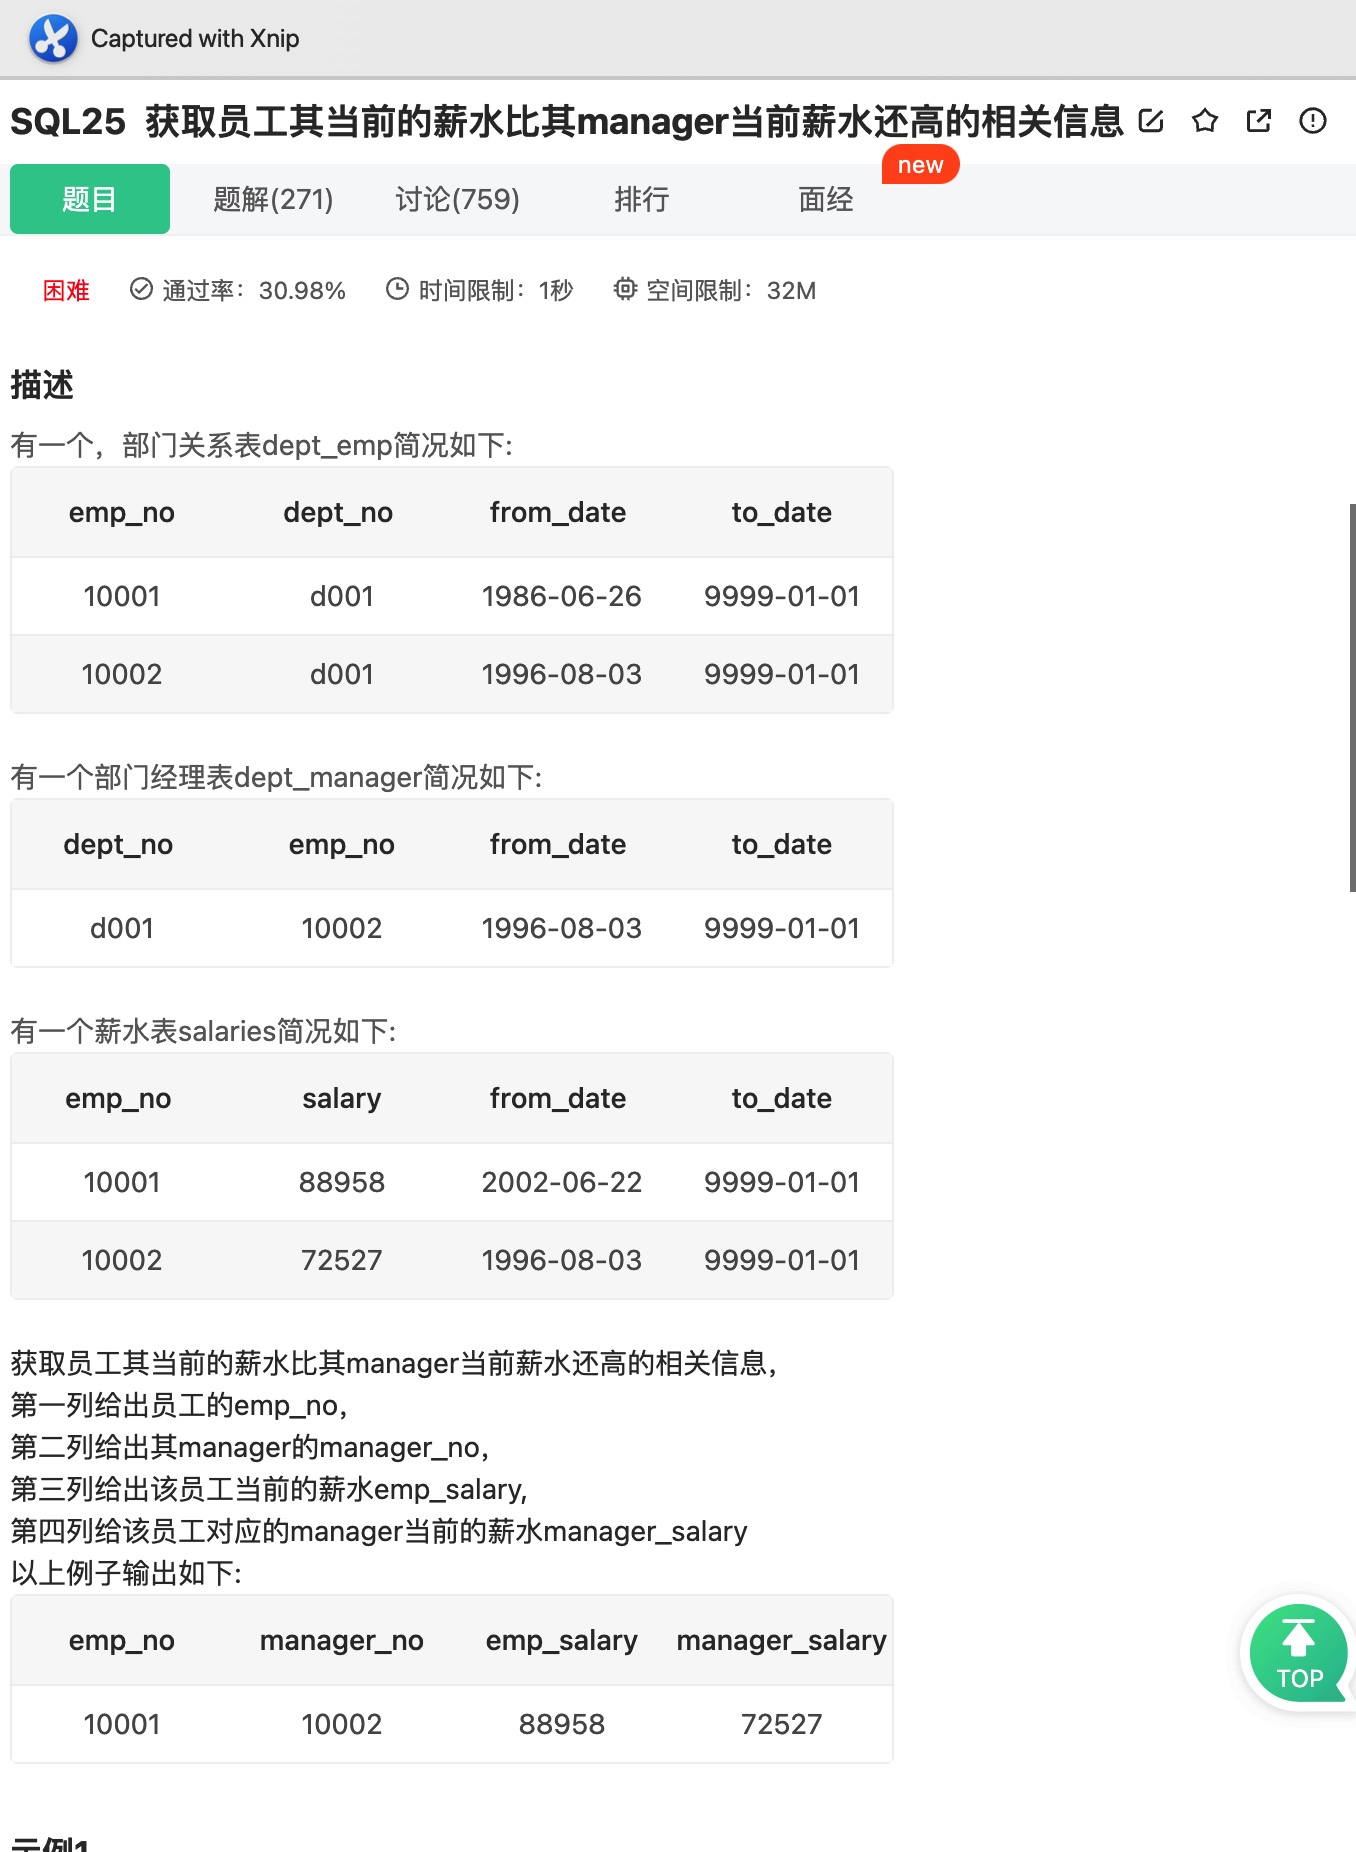 Captured with Xnip
SQL25 获取员工其当前的薪水比其manager当前薪水还高的相关信息
new
题目 题解(271) 讨论(759) 排行 面经
困难 通过率：30.98% 时间限制：1秒 空间限制：32M
描述
有一个，部门关系表dept_emp简况如下:
emp_no dept_no from_date to_date
10001 d001 1986-06-26 9999-01-01
10002 d001 1996-08-03 9999-01-01
有一个部门经理表dept_manager简况如下:
dept_no emp_no from_date to_date
d001 10002 1996-08-03 9999-01-01
有一个薪水表salaries简况如下:
emp_no salary from_date to_date
10001 88958 2002-06-22 9999-01-01
10002 72527 1996-08-03 9999-01-01
获取员工其当前的薪水比其manager当前薪水还高的相关信息，
第一列给出员工的emp_no，
第二列给出其manager的manager_no，
第三列给出该员工当前的薪水emp_salary,
第四列给该员工对应的manager当前的薪水manager_salary
以上例子输出如下:
emp_no manager_no emp_salary manager_salary
10001 10002 88958 72527
TOP
示例1